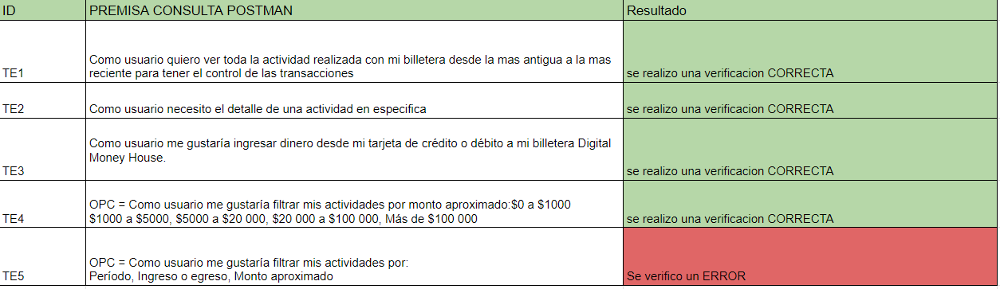 ID PREMISA CONSULTA POSTMAN Resultado
Como usuario quiero ver toda la actividad realizada con mi billetera desde la mas antigua a la mas
TE1 reciente para tener el control de las transacciones se realizo una verificacion CORRECTA
TE2 Como usuario necesito el detalle de una actividad en especifica se realizo una verificacion CORRECTA
Como usuario me gustaría ingresar dinero desde mi tarjeta de crédito o débito a mi billetera Digital
Money House.
TE3 se realizo una verificacion CORRECTA
OPC = Como usuario me gustaría filtrar mis actividades por monto aproximado:$0 a $1000
TE4 $1000 a $5000, $5000 a $20 000, $20 000 a $100 000, Más de $100 000 se realizo una verificacion CORRECTA
OPC = Como usuario me gustaría filtrar mis actividades por:
TE5 Período, Ingreso o egreso, Monto aproximado Se verifico un ERROR